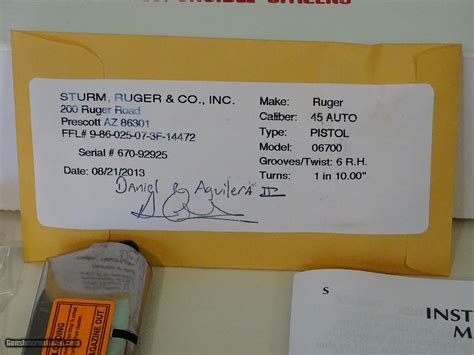 STURM, RUGER & CO., INC.
200 Ruger Road
Prescott AZ 86301
FFL# 9-86-025-07-3F-14472
Serial # 670-92925
Date: 08/21/2013
Make: Ruger
Caliber: 45 AUTO
Type: PISTOL
Model: 06700
Grooves/Twist: 6 R.H.
Turns: 1 in 10.00"
Daniel Aguilera III
MAGAZINE OUT
S
INST
M